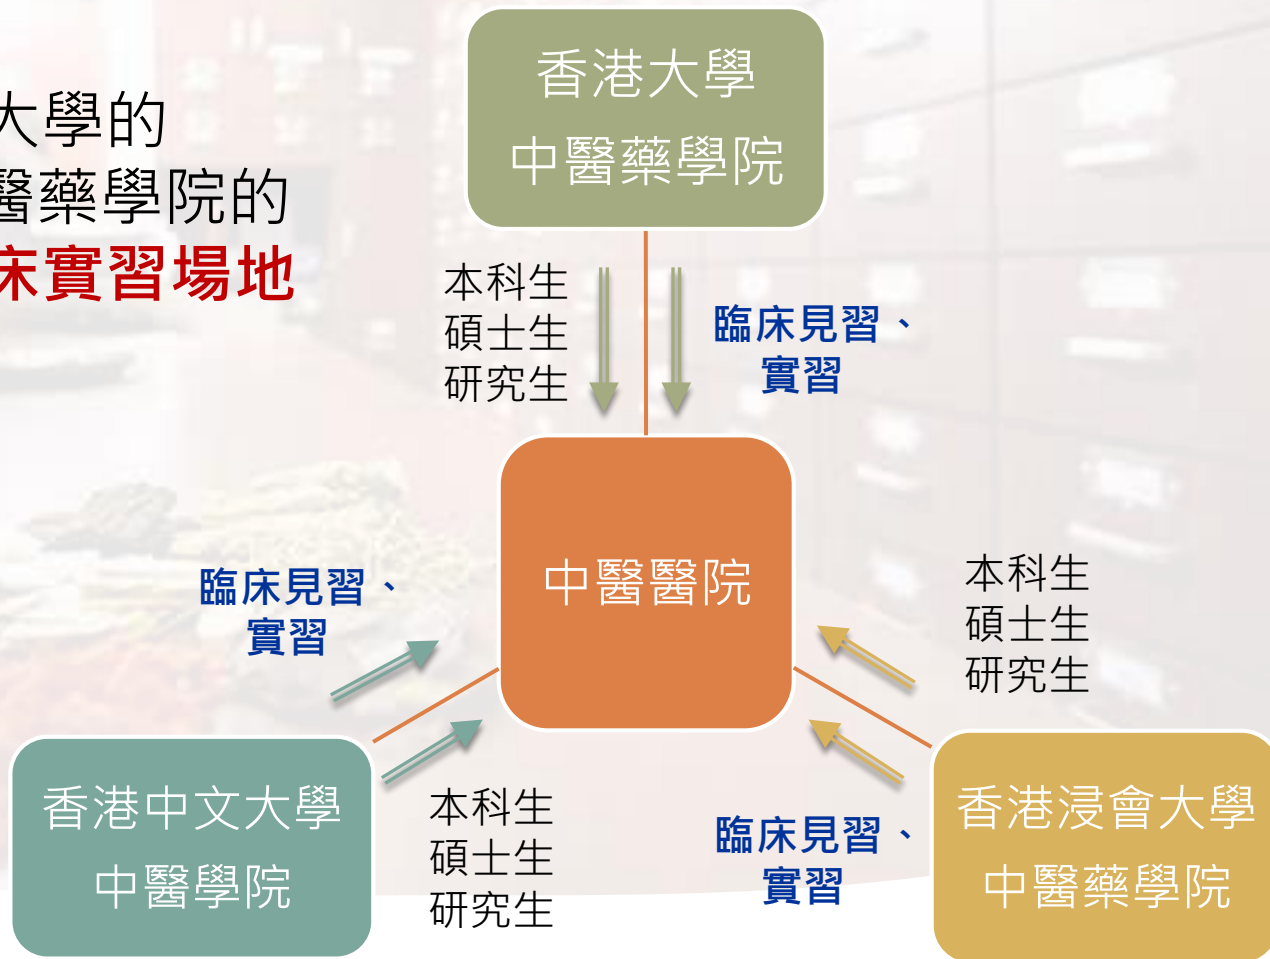 香港大學
中醫藥學院
大學的
醫藥學院的
床實習場地
本科生
碩士生
研究生
臨床見習、
實習
中醫醫院
臨床見習、
實習
本科生
碩士生
研究生
香港中文大學
中醫學院
本科生
碩士生
研究生
臨床見習、
實習
香港浸會大學
中醫藥學院